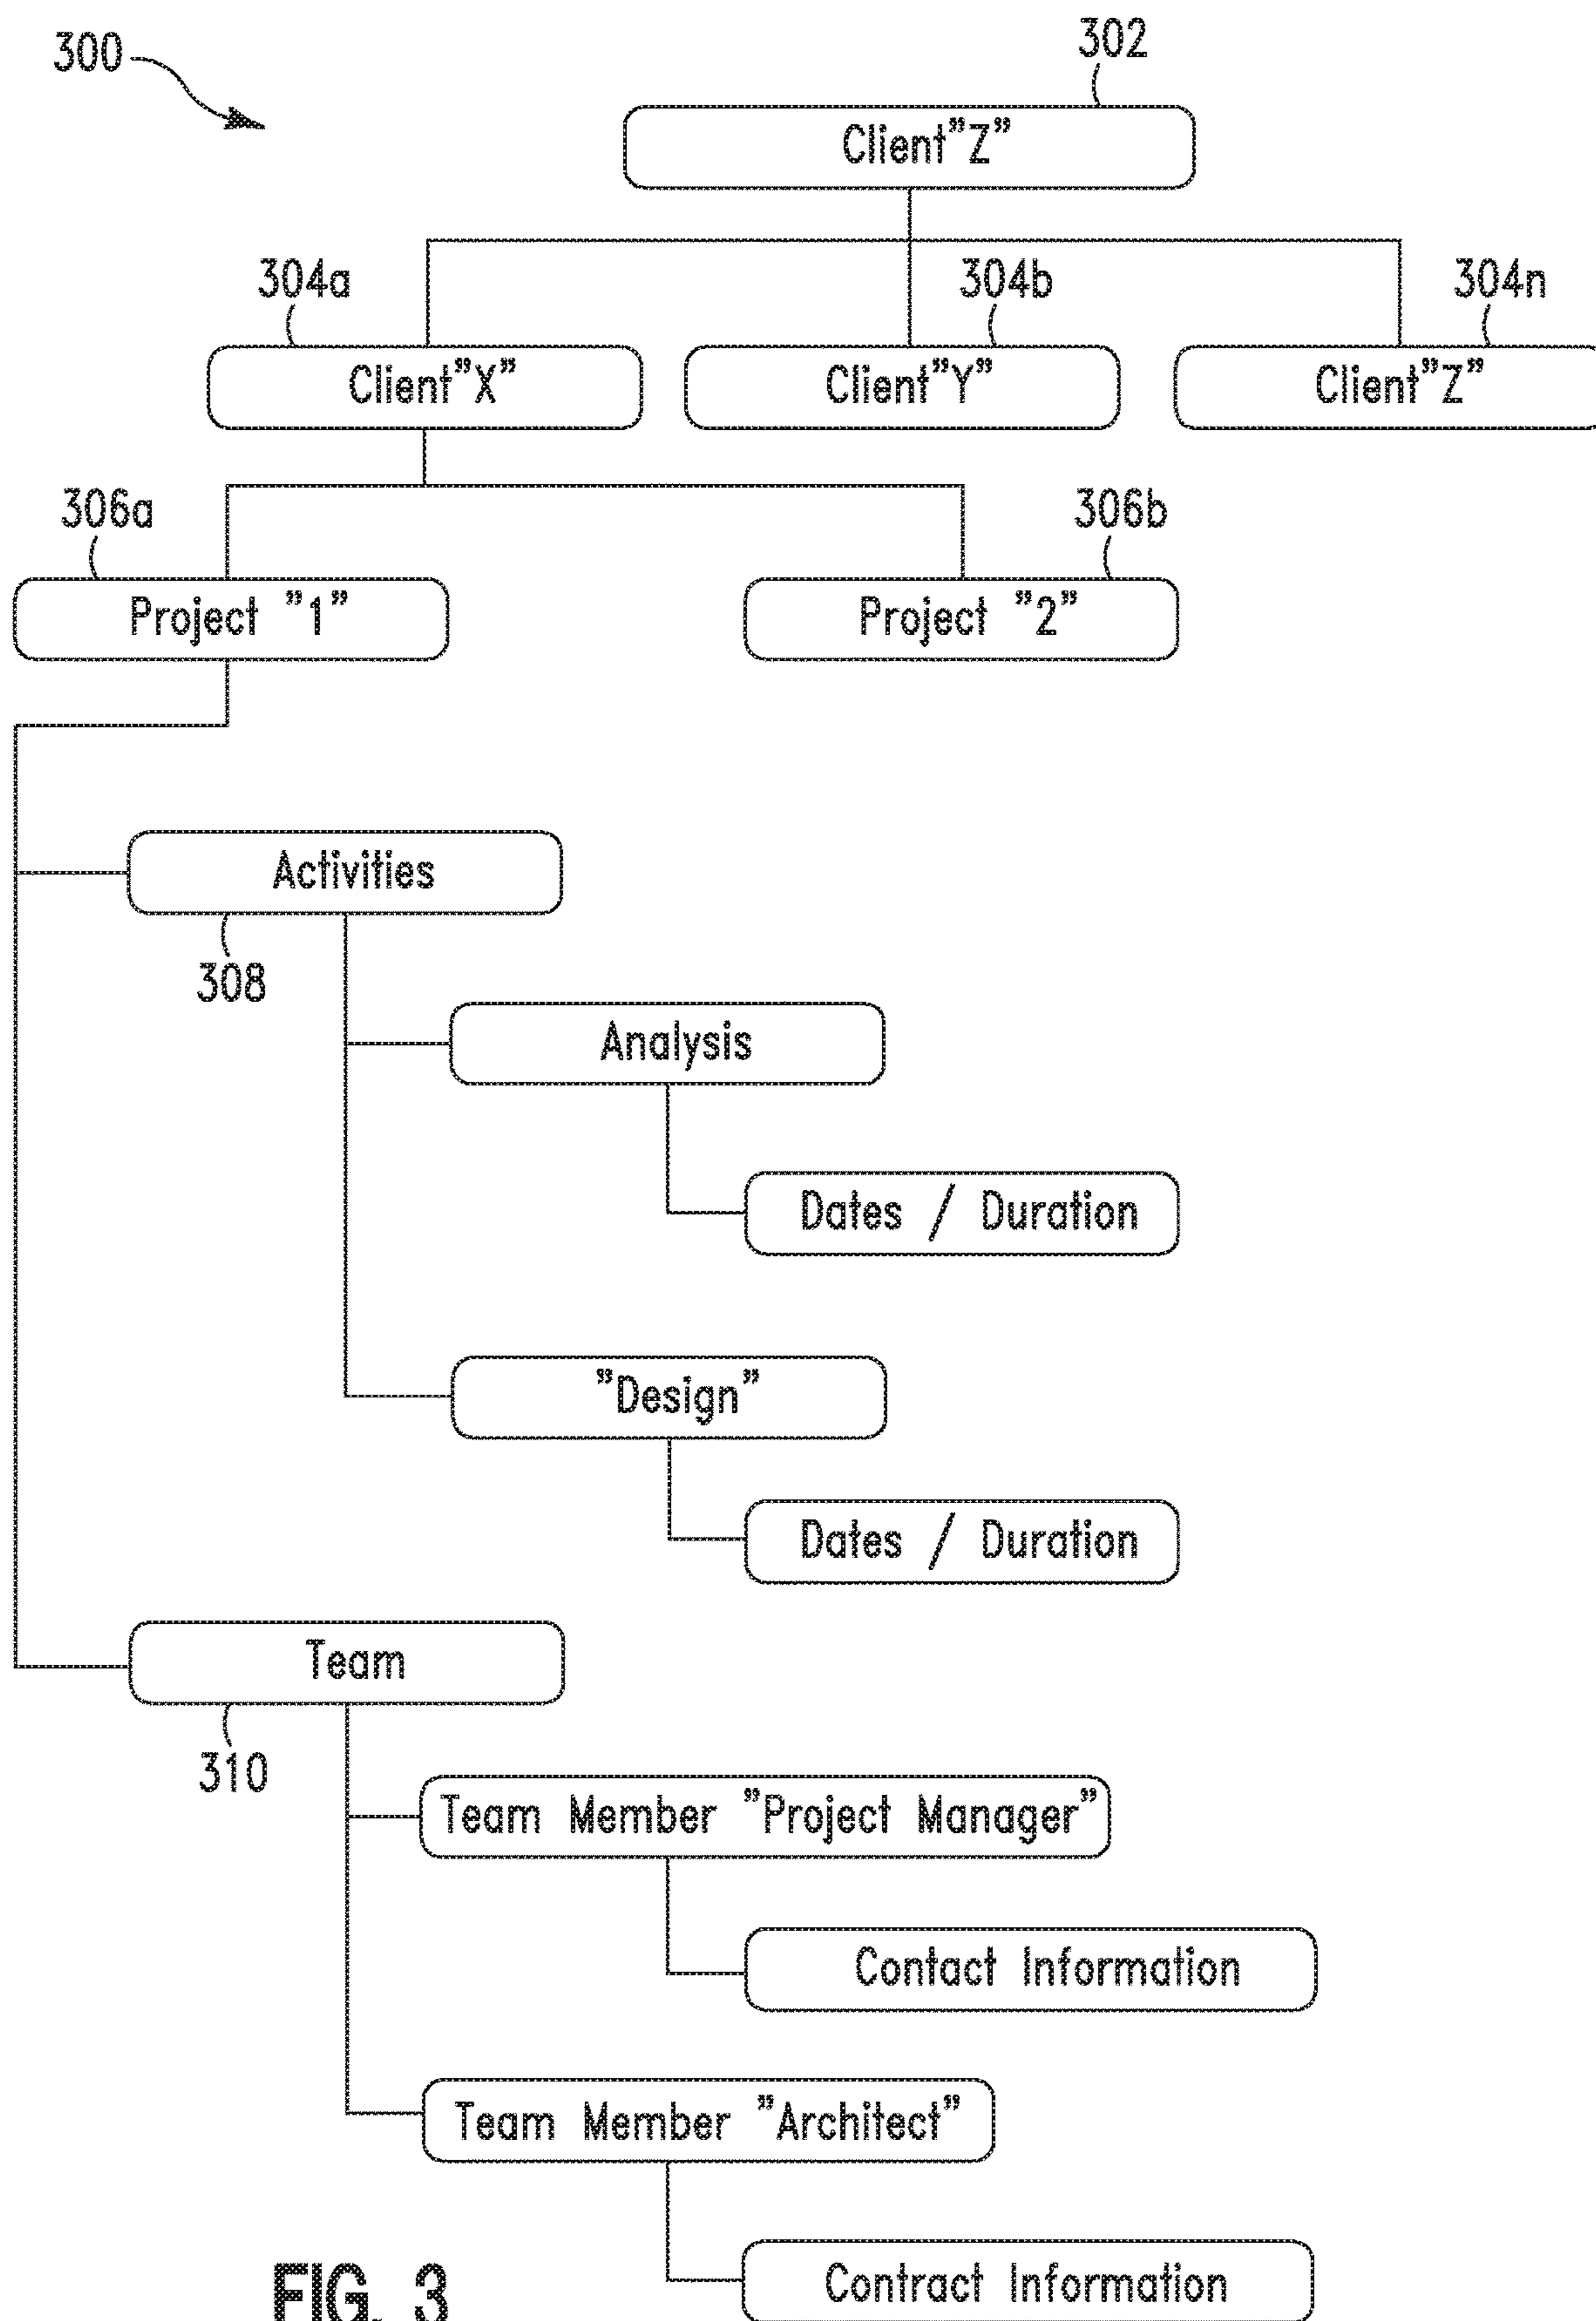 300
302
Client"Z"
304a
304b
304n
Client"X"
Client"Y"
Client"Z"
306a
306b
Project "1"
Project "2"
Activities
308
Analysis
Dates / Duration
"Design"
Dates / Duration
Team
310
Team Member "Project Manager"
Contact Information
Team Member "Architect"
Contract Information
FIG. 3